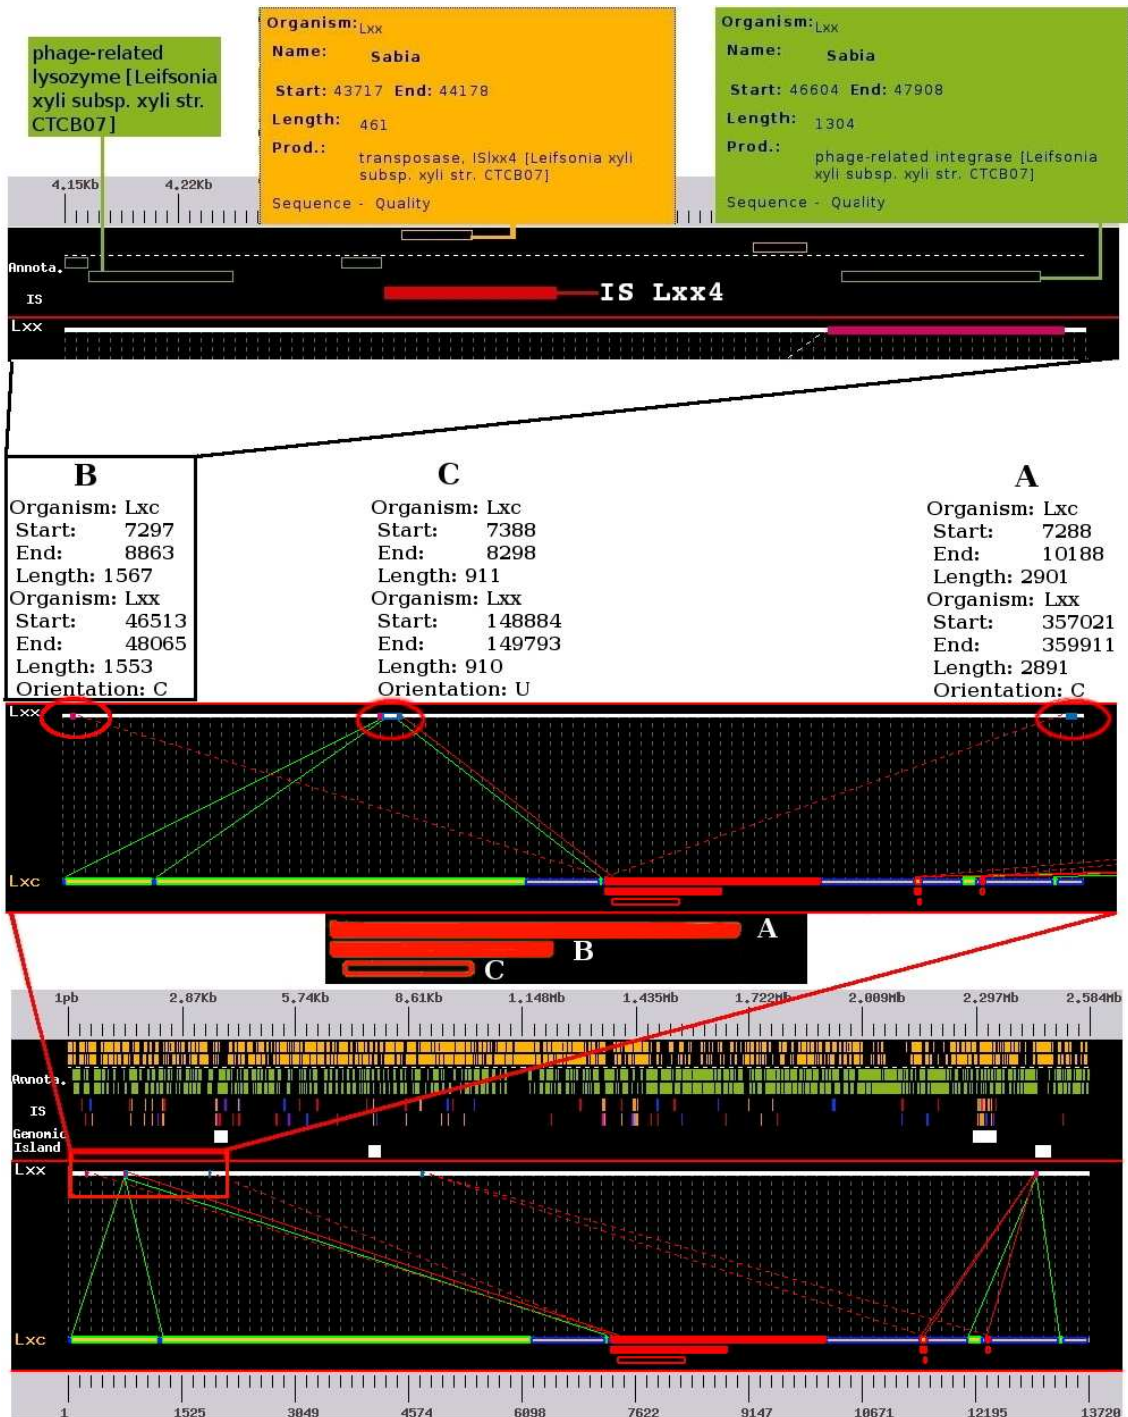 phage-related
lysozyme [Leifsonia
xyli subsp. xyli str.
CTCB07]
Organism: Lxx
Name: Sabia
Start: 43717 End: 44178
Length: 461
Prod.: transposase, ISlxx4 [Leifsonia xyli
subsp. xyli str. CTCB07]
Sequence - Quality
Organism: Lxx
Name: Sabia
Start: 46604 End: 47908
Length: 1304
Prod.: phage-related integrase [Leifsonia
xyli subsp. xyli str. CTCB07]
Sequence - Quality
4.15Kb 4.22Kb
Annota.
IS
IS Lxx4
Lxx
B
Organism: Lxc
Start: 7297
End: 8863
Length: 1567
Organism: Lxx
Start: 46513
End: 48065
Length: 1553
Orientation: C
C
Organism: Lxc
Start: 7388
End: 8298
Length: 911
Organism: Lxx
Start: 148884
End: 149793
Length: 910
Orientation: U
A
Organism: Lxc
Start: 7288
End: 10188
Length: 2901
Organism: Lxx
Start: 357021
End: 359911
Length: 2891
Orientation: C
Lxx
Lxc
A
B
C
1pb 2.87Kb 5.74Kb 8.61Kb 1.148Mb 1.435Mb 1.722Mb 2.009Mb 2.297Mb 2.584Mb
Annota.
IS
Genomic
Island
Lxx
Lxc
1 1525 3049 4574 6098 7622 9147 10671 12195 13720